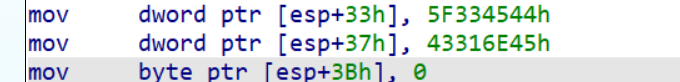 mov dword ptr [esp+33h], 5F334544h
mov dword ptr [esp+37h], 43316E45h
mov byte ptr [esp+3Bh], 0